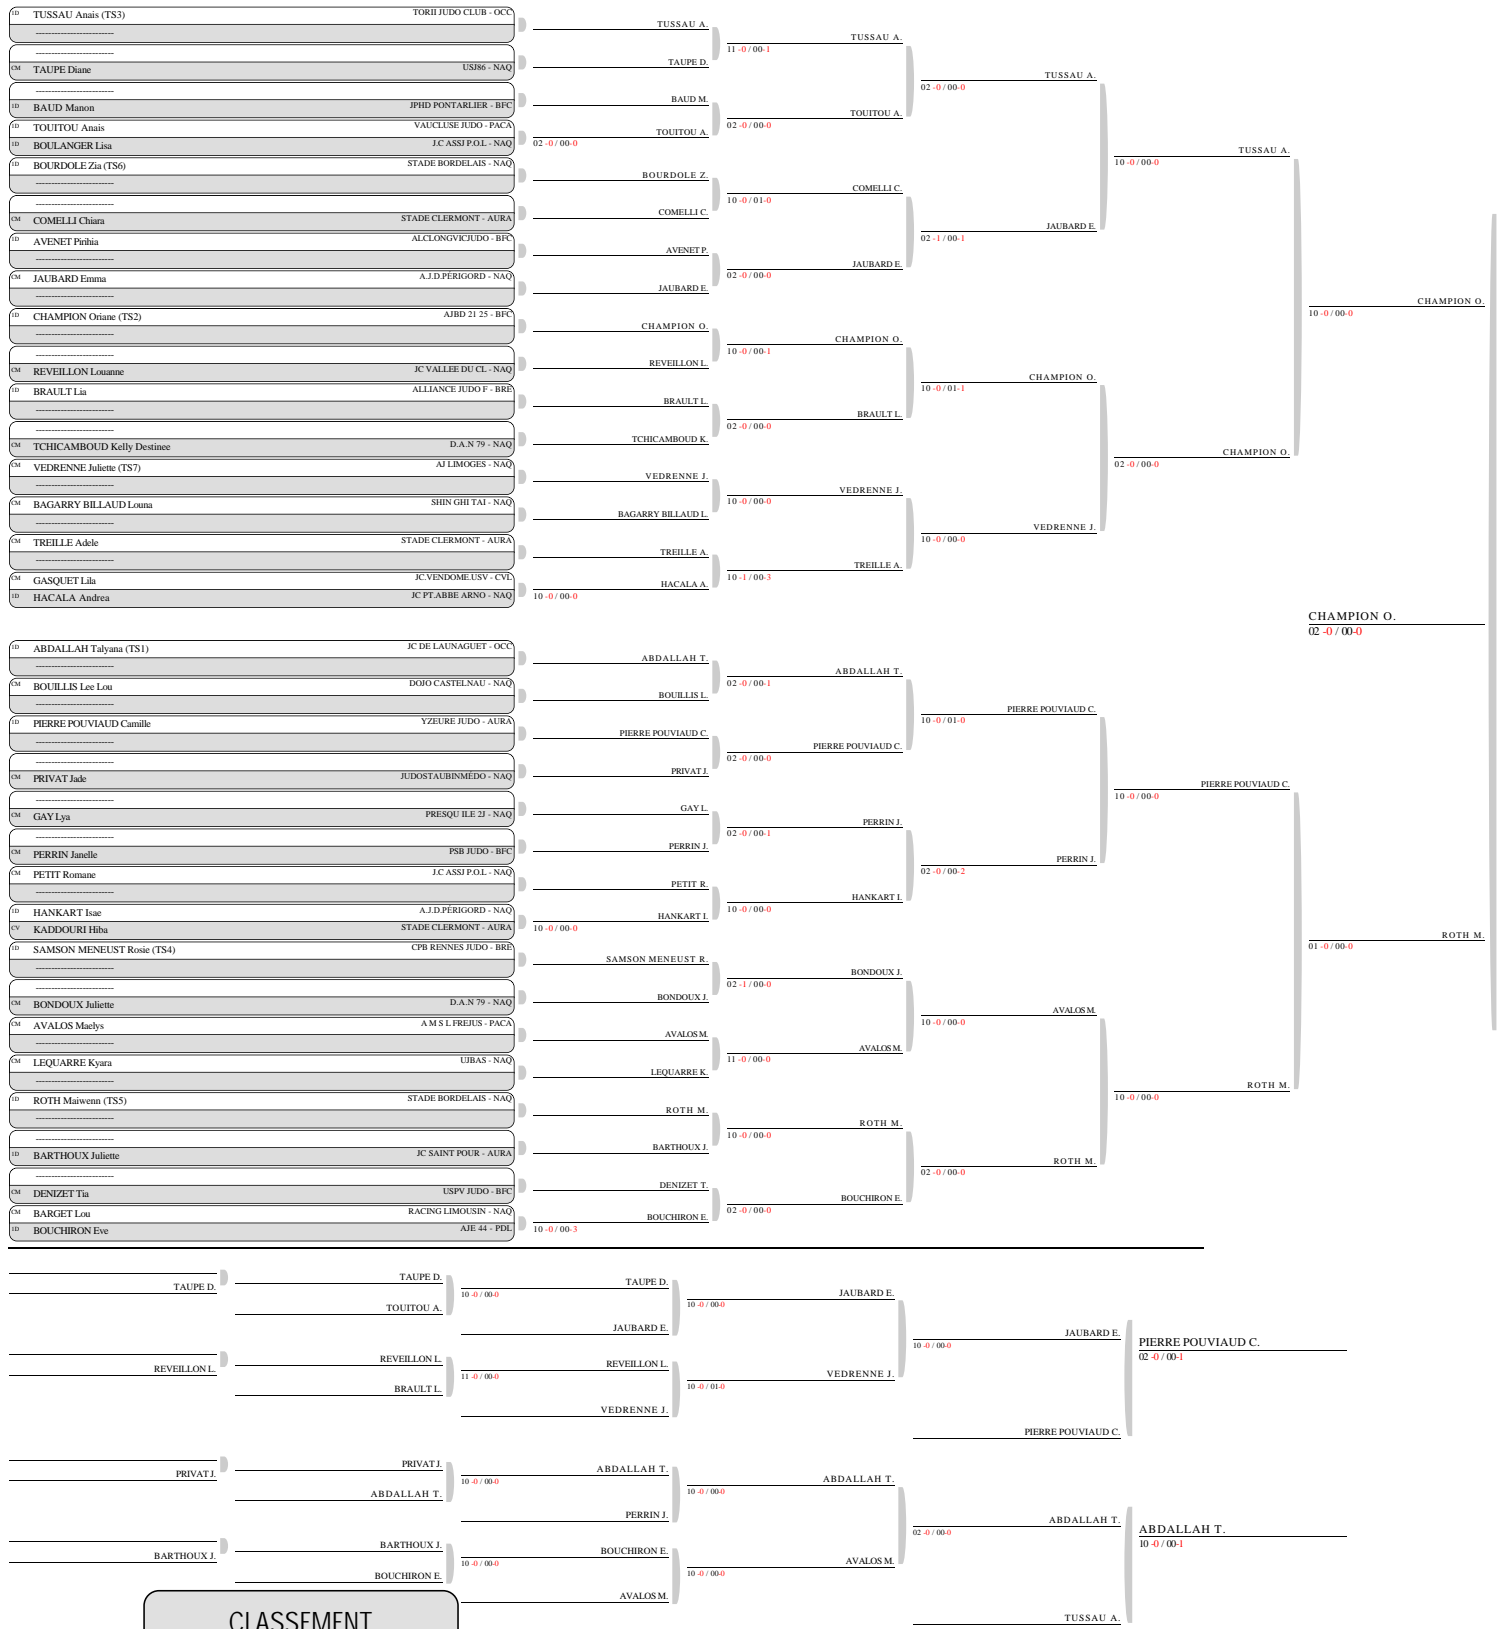 1D TUSSAU Anais (TS3) TORII JUDO CLUB - OCC
-------------------------
-------------------------
CM TAUPE Diane USJ86 - NAQ
-------------------------
1D BAUD Manon JPHD PONTARLIER - BFC
1D TOUITOU Anais VAUCLUSE JUDO - PACA
1D BOULANGER Lisa J.C ASSJ P.O.L - NAQ
1D BOURDOLE Zia (TS6) STADE BORDELAIS - NAQ
-------------------------
-------------------------
CM COMELLI Chiara STADE CLERMONT - AURA
1D AVENET Pirihia ALCLONGVICJUDO - BFC
-------------------------
CM JAUBARD Emma A.J.D.PÉRIGORD - NAQ
-------------------------
1D CHAMPION Oriane (TS2) AJBD 21 25 - BFC
-------------------------
-------------------------
CM REVEILLON Louanne JC VALLEE DU CL - NAQ
1D BRAULT Lia ALLIANCE JUDO F - BRE
-------------------------
-------------------------
CM TCHICAMBOUD Kelly Destinee D.A.N 79 - NAQ
CM VEDRENNE Juliette (TS7) AJ LIMOGES - NAQ
-------------------------
CM BAGARRY BILLAUD Louna SHIN GHI TAI - NAQ
-------------------------
CM TREILLE Adele STADE CLERMONT - AURA
-------------------------
CM GASQUET Lila JC.VENDOME.USV - CVL
1D HACALA Andrea JC PT.ABBE ARNO - NAQ
TUSSAU A.
TAUPE D.
BAUD M.
TOUITOU A.
02 -0 / 00-0
BOURDOLE Z.
COMELLI C.
AVENET P.
JAUBARD E.
CHAMPION O.
REVEILLON L.
BRAULT L.
TCHICAMBOUD K.
VEDRENNE J.
BAGARRY BILLAUD L.
TREILLE A.
HACALA A.
10 -0 / 00-0
TUSSAU A.
11 -0 / 00-1
TOUITOU A.
02 -0 / 00-0
COMELLI C.
10 -0 / 01-0
JAUBARD E.
02 -0 / 00-0
CHAMPION O.
10 -0 / 00-1
BRAULT L.
02 -0 / 00-0
VEDRENNE J.
10 -0 / 00-0
TREILLE A.
10 -1 / 00-3
TUSSAU A.
02 -0 / 00-0
JAUBARD E.
02 -1 / 00-1
CHAMPION O.
10 -0 / 01-1
VEDRENNE J.
10 -0 / 00-0
TUSSAU A.
10 -0 / 00-0
CHAMPION O.
02 -0 / 00-0
CHAMPION O.
10 -0 / 00-0
CHAMPION O.
02 -0 / 00-0
1D ABDALLAH Talyana (TS1) JC DE LAUNAGUET - OCC
-------------------------
CM BOUILLIS Lee Lou DOJO CASTELNAU - NAQ
-------------------------
1D PIERRE POUVIAUD Camille YZEURE JUDO - AURA
-------------------------
-------------------------
CM PRIVAT Jade JUDOSTAUBINMÉDO - NAQ
-------------------------
CM GAY Lya PRESQU ILE 2J - NAQ
-------------------------
CM PERRIN Janelle PSB JUDO - BFC
CM PETIT Romane J.C ASSJ P.O.L - NAQ
-------------------------
1D HANKART Isae A.J.D.PÉRIGORD - NAQ
CV KADDOURI Hiba STADE CLERMONT - AURA
1D SAMSON MENEUST Rosie (TS4) CPB RENNES JUDO - BRE
-------------------------
-------------------------
CM BONDOUX Juliette D.A.N 79 - NAQ
CM AVALOS Maelys A M S L FREJUS - PACA
-------------------------
CM LEQUARRE Kyara UJBAS - NAQ
-------------------------
1D ROTH Maiwenn (TS5) STADE BORDELAIS - NAQ
-------------------------
-------------------------
1D BARTHOUX Juliette JC SAINT POUR - AURA
-------------------------
CM DENIZET Tia USPV JUDO - BFC
CM BARGET Lou RACING LIMOUSIN - NAQ
1D BOUCHIRON Eve AJE 44 - PDL
ABDALLAH T.
BOUILLIS L.
PIERRE POUVIAUD C.
PRIVAT J.
GAY L.
PERRIN J.
PETIT R.
HANKART I.
10 -0 / 00-0
SAMSON MENEUST R.
BONDOUX J.
AVALOS M.
LEQUARRE K.
ROTH M.
BARTHOUX J.
DENIZET T.
BOUCHIRON E.
10 -0 / 00-3
ABDALLAH T.
02 -0 / 00-1
PIERRE POUVIAUD C.
02 -0 / 00-0
PERRIN J.
02 -0 / 00-1
HANKART I.
10 -0 / 00-0
BONDOUX J.
02 -1 / 00-0
AVALOS M.
11 -0 / 00-0
ROTH M.
10 -0 / 00-0
BOUCHIRON E.
02 -0 / 00-0
PIERRE POUVIAUD C.
10 -0 / 01-0
PERRIN J.
02 -0 / 00-2
AVALOS M.
10 -0 / 00-0
ROTH M.
02 -0 / 00-0
PIERRE POUVIAUD C.
10 -0 / 00-0
ROTH M.
10 -0 / 00-0
ROTH M.
01 -0 / 00-0
TAUPE D.
REVEILLON L.
PRIVAT J.
BARTHOUX J.
TAUPE D.
TOUITOU A.
REVEILLON L.
BRAULT L.
PRIVAT J.
ABDALLAH T.
BARTHOUX J.
BOUCHIRON E.
TAUPE D.
10 -0 / 00-0
JAUBARD E.
REVEILLON L.
11 -0 / 00-0
VEDRENNE J.
ABDALLAH T.
10 -0 / 00-0
PERRIN J.
BOUCHIRON E.
10 -0 / 00-0
AVALOS M.
JAUBARD E.
10 -0 / 00-0
VEDRENNE J.
10 -0 / 01-0
ABDALLAH T.
10 -0 / 00-0
AVALOS M.
10 -0 / 00-0
JAUBARD E.
10 -0 / 00-0
PIERRE POUVIAUD C.
ABDALLAH T.
02 -0 / 00-0
TUSSAU A.
PIERRE POUVIAUD C.
02 -0 / 00-1
ABDALLAH T.
10 -0 / 00-1
CLASSEMENT